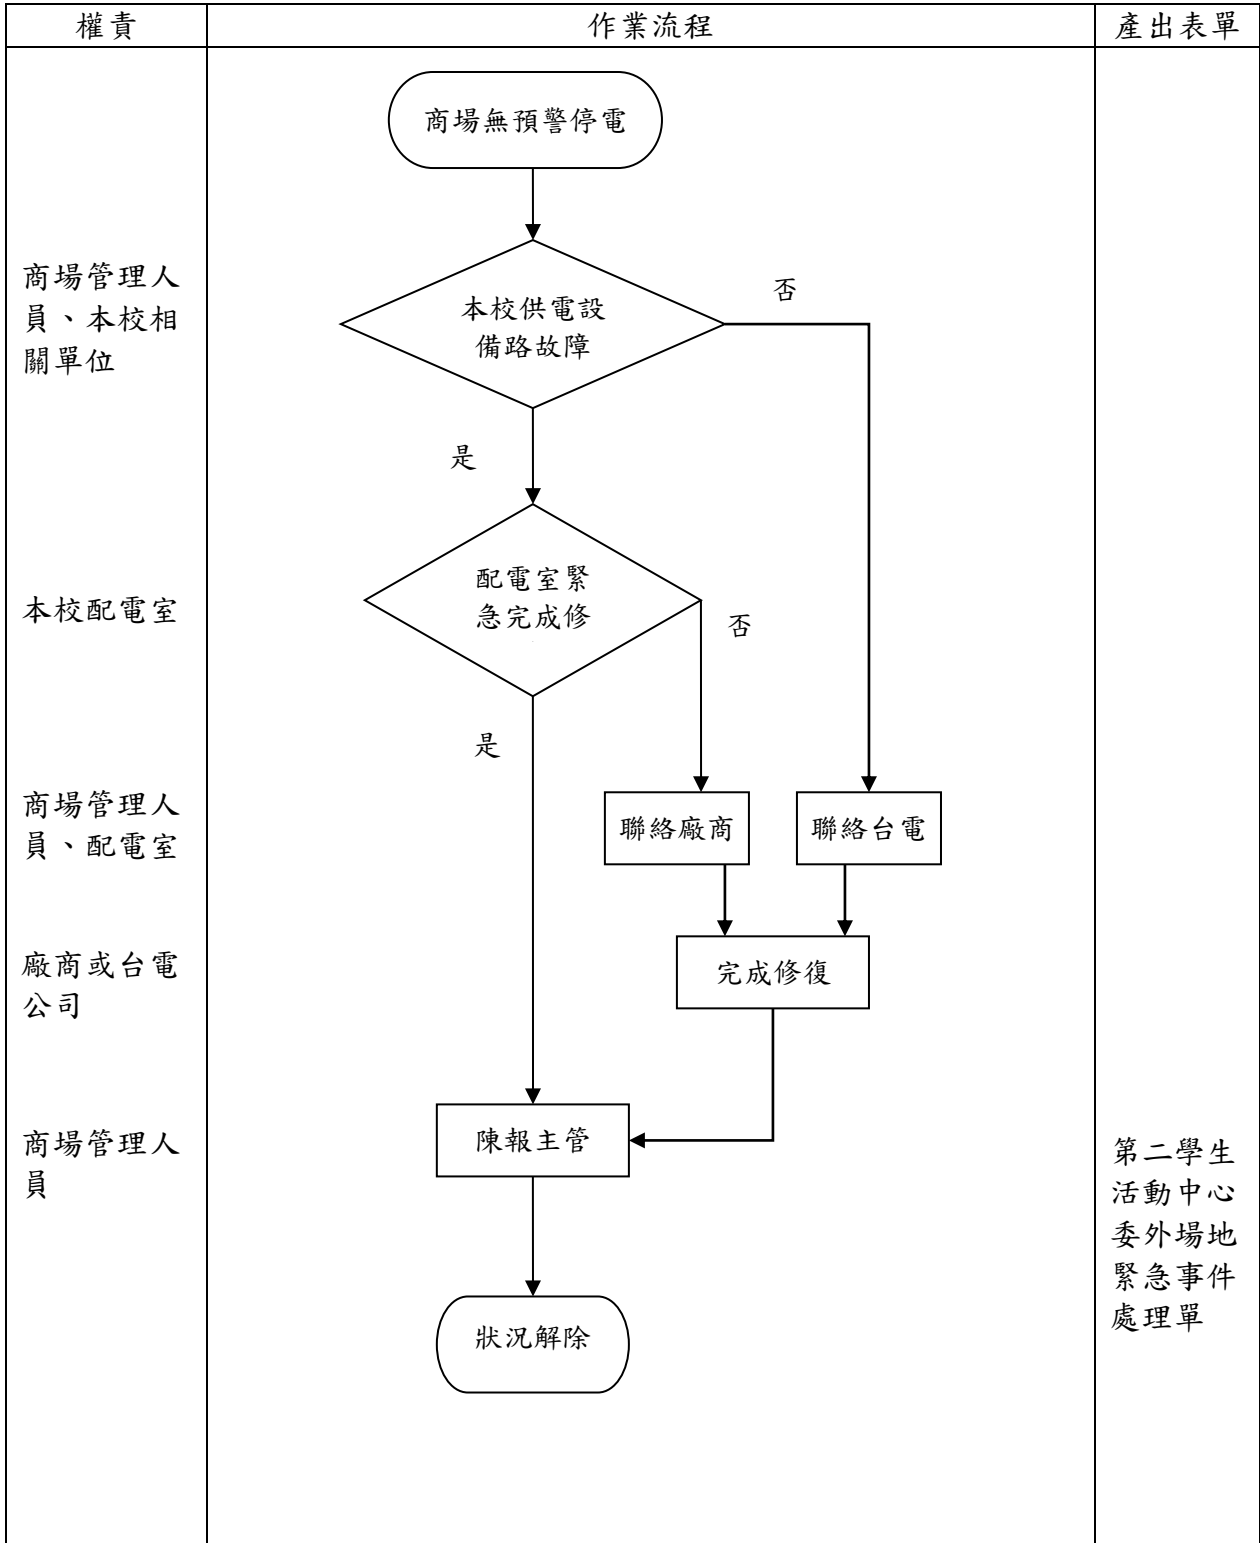 權責
作業流程
產出表單
商場無預警停電
商場管理人
員、本校相
關單位
本校供電設
備路故障
否
是
本校配電室
配電室緊
急完成修
否
是
商場管理人
員、配電室
聯絡廠商
聯絡台電
廠商或台電
公司
完成修復
商場管理人
員
陳報主管
第二學生
活動中心
委外場地
緊急事件
處理單
狀況解除